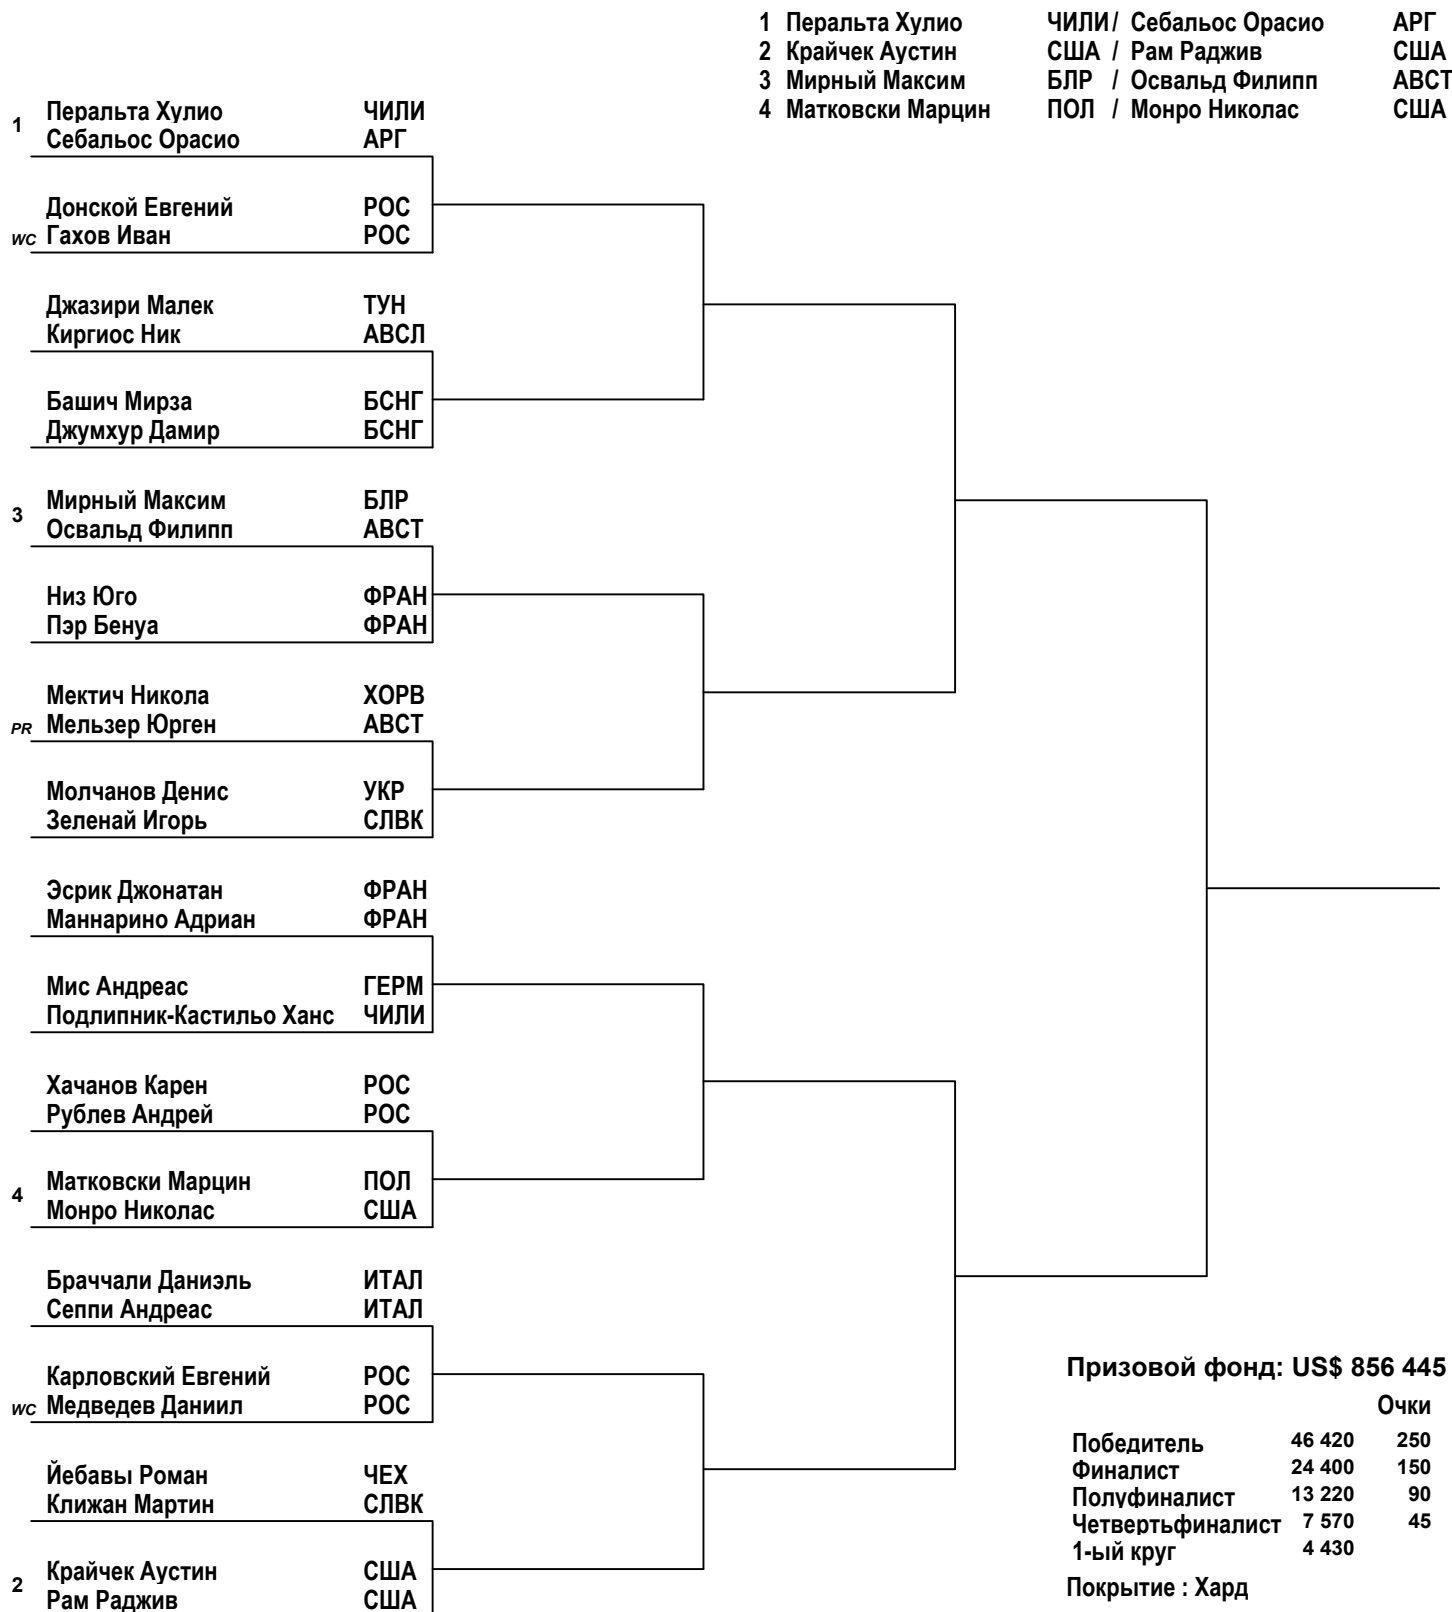 1 Перальта Хулио ЧИЛИ / Себальос Орасио АРГ
2 Крайчек Аустин США / Рам Раджив США
3 Мирный Максим БЛР / Освальд Филипп АВСТ
4 Матковски Марцин ПОЛ / Монро Николас США
1 Перальта Хулио ЧИЛИ
Себальос Орасио АРГ
Донской Евгений РОС
WC Гахов Иван РОС
Джазири Малек ТУН
Киргиос Ник АВСЛ
Башич Мирза БСНГ
Джумхур Дамир БСНГ
3 Мирный Максим БЛР
Освальд Филипп АВСТ
Низ Юго ФРАН
Пэр Бенуа ФРАН
Мектич Никола ХОРВ
PR Мельзер Юрген АВСТ
Молчанов Денис УКР
Зеленай Игорь СЛВК
Эсрик Джонатан ФРАН
Маннарино Адриан ФРАН
Мис Андреас ГЕРМ
Подлипник-Кастильо Ханс ЧИЛИ
Хачанов Карен РОС
Рублев Андрей РОС
4 Матковски Марцин ПОЛ
Монро Николас США
Браччали Даниэль ИТАЛ
Сеппи Андреас ИТАЛ
Карловский Евгений РОС
WC Медведев Даниил РОС
Йебавы Роман ЧЕХ
Клижан Мартин СЛВК
2 Крайчек Аустин США
Рам Раджив США
Призовой фонд: US$ 856 445
Очки
Победитель 46 420 250
Финалист 24 400 150
Полуфиналист 13 220 90
Четвертьфиналист 7 570 45
1-ый круг 4 430
Покрытие : Хард